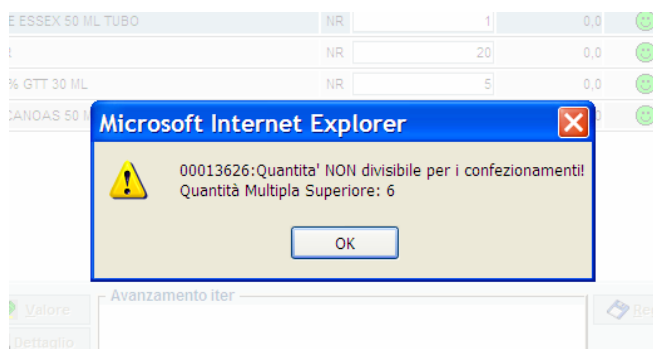 E ESSEX 50 ML TUBO NR 1 0,0
NR 20 0,0
% GTT 30 ML NR 5 0,0
CANOAS 50 M
Microsoft Internet Explorer
00013626:Quantita' NON divisibile per i confezionamenti!
Quantità Multipla Superiore: 6
OK
Avanzamento iter
Valore
Dettaglio